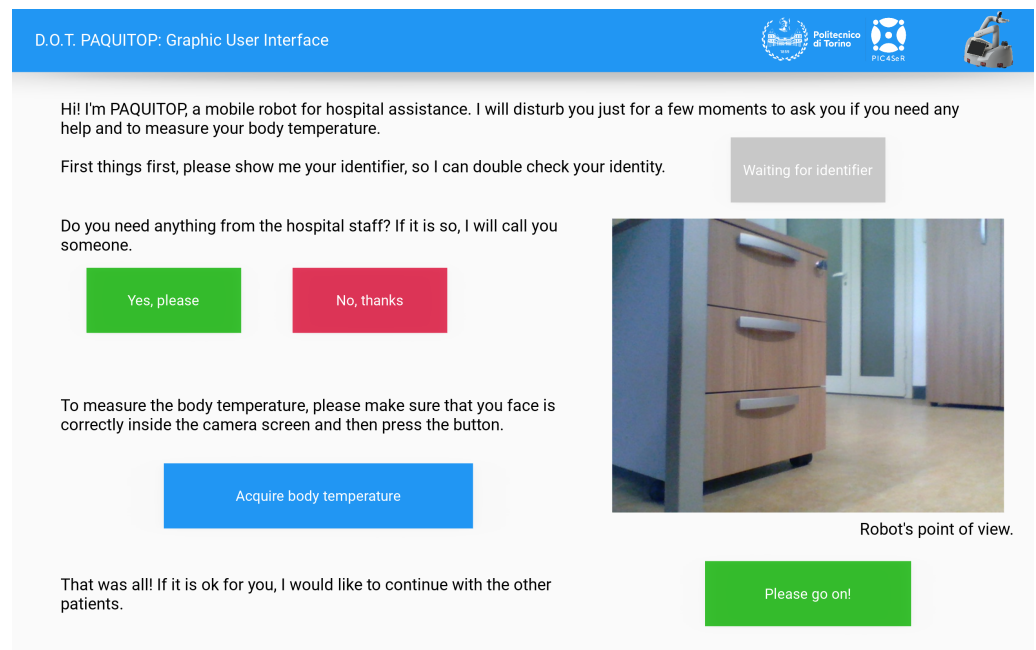 D.O.T. PAQUITOP: Graphic User Interface
Politecnico
di Torino
PIC4SeR
Hi! I'm PAQUITOP, a mobile robot for hospital assistance. I will disturb you just for a few moments to ask you if you need any
help and to measure your body temperature.
First things first, please show me your identifier, so I can double check your identity.
Waiting for identifier
Do you need anything from the hospital staff? If it is so, I will call you
someone.
Yes, please
No, thanks
To measure the body temperature, please make sure that you face is
correctly inside the camera screen and then press the button.
Acquire body temperature
Robot's point of view.
That was all! If it is ok for you, I would like to continue with the other
patients.
Please go on!